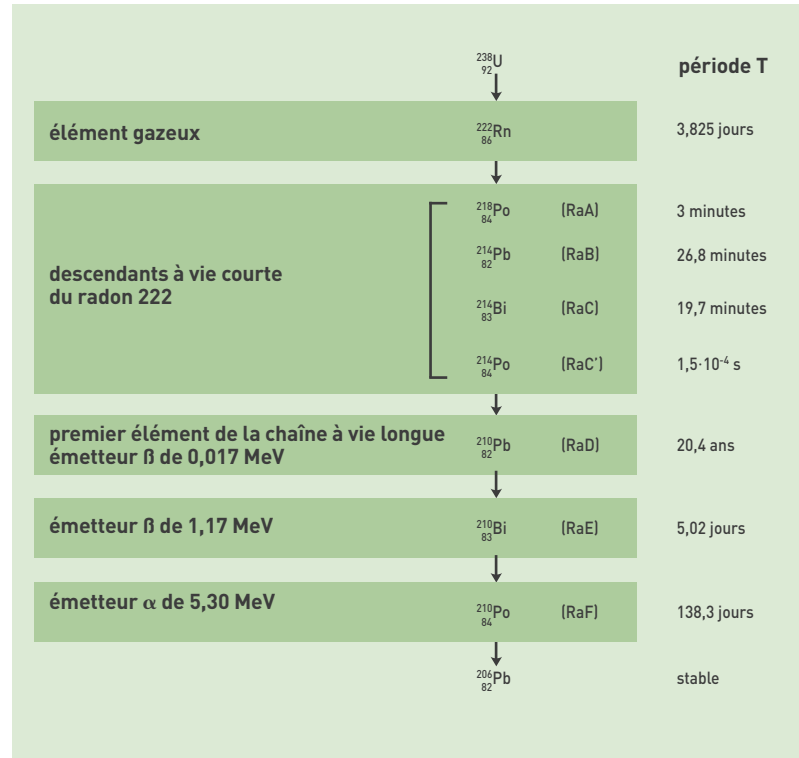 ²³⁸₉₂U
période T
élément gazeux ²²²₈₆Rn 3,825 jours
²¹⁸₈₄Po (RaA) 3 minutes
²¹⁴₈₂Pb (RaB) 26,8 minutes
descendants à vie courte
du radon 222
²¹⁴₈₃Bi (RaC) 19,7 minutes
²¹⁴₈₄Po (RaC') 1,5·10⁻⁴ s
premier élément de la chaîne à vie longue
émetteur ß de 0,017 MeV
²¹⁰₈₂Pb (RaD) 20,4 ans
émetteur ß de 1,17 MeV ²¹⁰₈₃Bi (RaE) 5,02 jours
émetteur α de 5,30 MeV
²¹⁰₈₄Po (RaF) 138,3 jours
²⁰⁶₈₂Pb stable